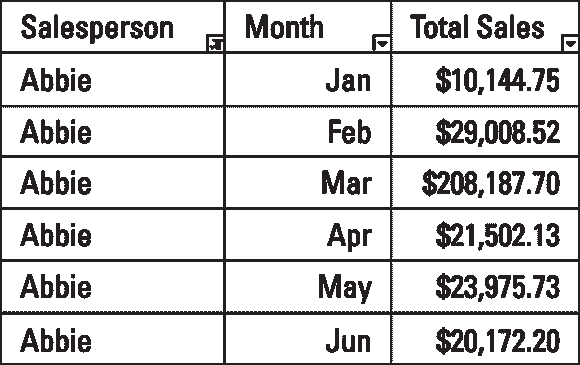 Salesperson Month Total Sales
Abbie Jan $10,144.75
Abbie Feb $29,008.52
Abbie Mar $208,187.70
Abbie Apr $21,502.13
Abbie May $23,975.73
Abbie Jun $20,172.20